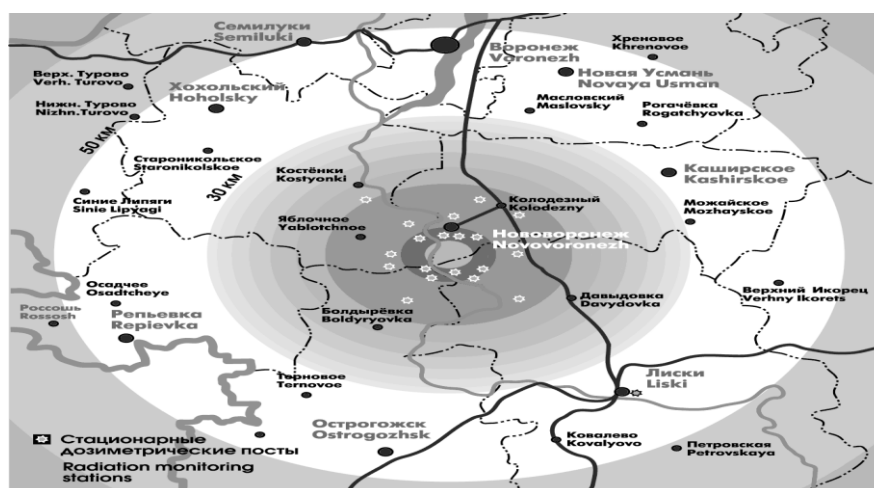 Семилуки
Semiluki
Воронеж
Voronezh
Хреновое
Khrenovoe
Верх. Турово
Verh. Turovo
Хохольский
Hoholsky
Новая Усмань
Novaya Usman
Нижн. Турово
Nizhn.Turovo
Масловский
Maslovsky
Рогачёвка
Rogatchyovka
50 КМ
Староникольское
Staronikolskoe
Костёнки
Kostyonki
Каширское
Kashirskoe
30 КМ
Синие Липяги
Sinie Lipyagi
Колодезный
Kolodezny
Можайское
Mozhayskoe
Яблочное
Yablotchnoe
Нововоронеж
Novovoronezh
Осадчее
Osadtcheye
Верхний Икорец
Verhny Ikorets
Россошь
Rossosh
Репьевка
Repievka
Болдырёвка
Boldyryovka
Давыдовка
Davydovka
Терновое
Ternovoe
Лиски
Liski
Острогожск
Ostrogozhsk
Ковалево
Kovalyovo
Петровская
Petrovskaya
Стационарные
дозиметрические посты
Radiation monitoring
stations